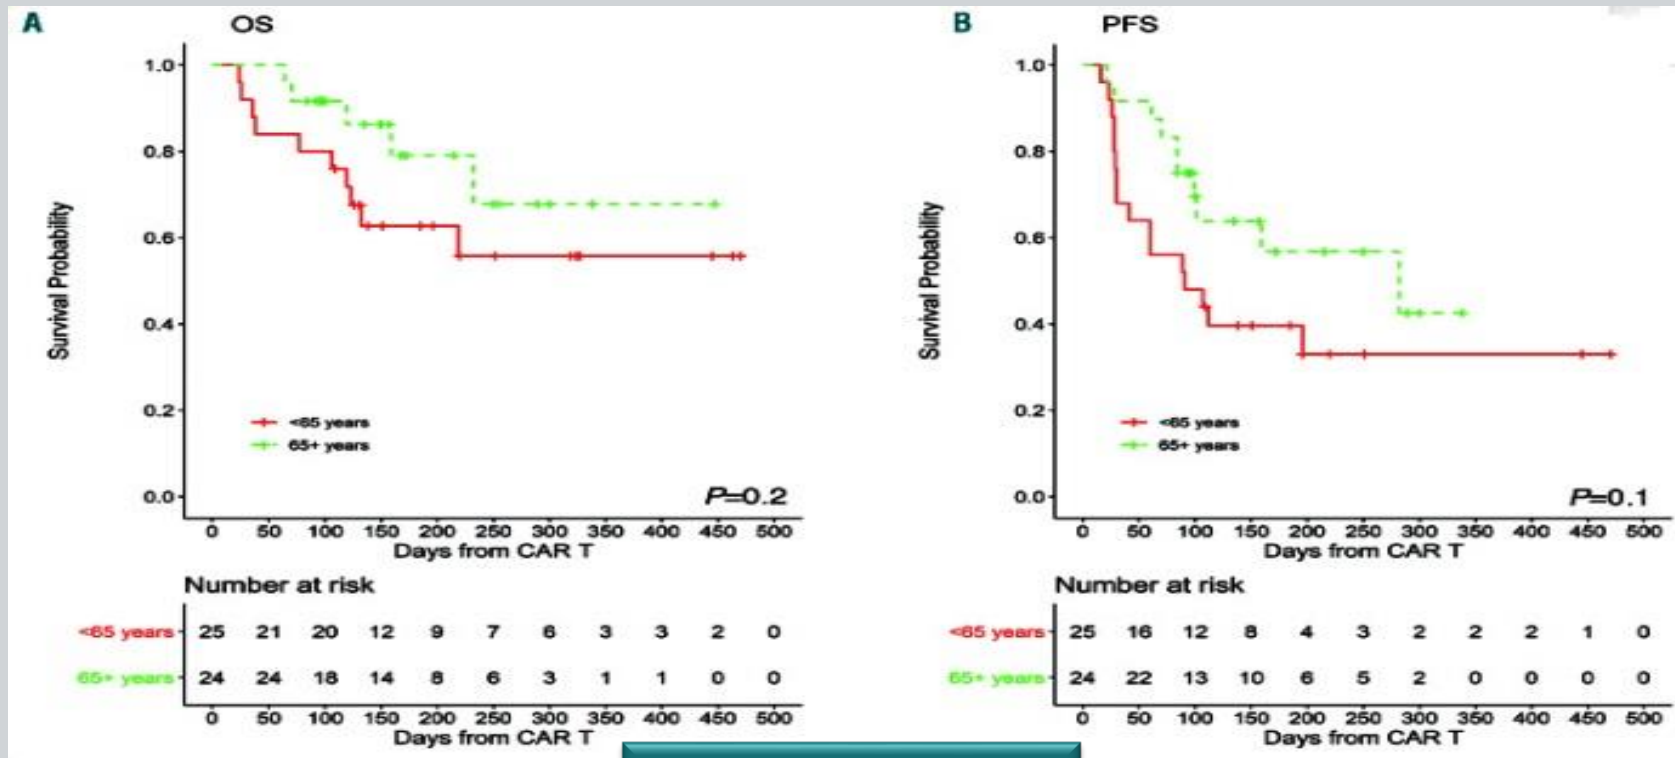 A
OS
1.0
0.8
0.6
0.4
0.2
0.0
Survival Probability
<65 years
65+ years
P=0.2
0 50 100 150 200 250 300 350 400 450 500
Days from CAR T
Number at risk
<65 years 25 21 20 12 9 7 6 3 3 2 0
65+ years 24 24 18 14 8 6 3 1 1 0 0
0 50 100 150 200 250 300 350 400 450 500
Days from CAR T
B
PFS
1.0
0.8
0.6
0.4
0.2
0.0
Survival Probability
<65 years
65+ years
P=0.1
0 50 100 150 200 250 300 350 400 450 500
Days from CAR T
Number at risk
<65 years 25 16 12 8 4 3 2 2 2 1 0
65+ years 24 22 13 10 6 5 2 0 0 0 0
0 50 100 150 200 250 300 350 400 450 500
Days from CAR T